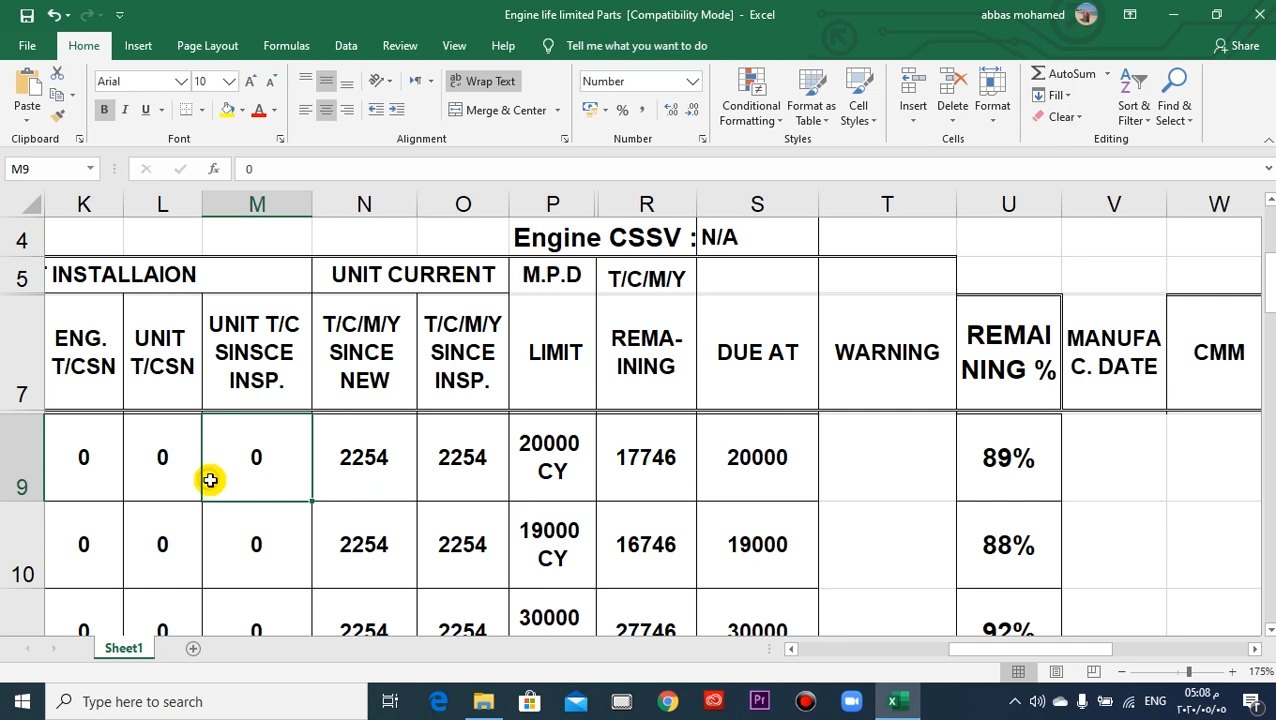 Engine life limited Parts  [Compatibility Mode]  -  Excel
abbas mohamed
File
Home
Insert
Page Layout
Formulas
Data
Review
View
Help
Tell me what you want to do
Share
Paste
Clipboard
Arial
10
B I U
Font
Wrap Text
Merge & Center
Alignment
Number
Number
Conditional Formatting
Format as Table
Cell Styles
Styles
Insert
Delete
Format
Cells
AutoSum
Fill
Clear
Sort & Filter
Find & Select
Editing
M9
fx
0
K L M N O P R S T U V W
4
Engine CSSV : N/A
5
INSTALLAION
UNIT CURRENT
M.P.D
T/C/M/Y
7
ENG. T/CSN
UNIT T/CSN
UNIT T/C SINSCE INSP.
T/C/M/Y SINCE NEW
T/C/M/Y SINCE INSP.
LIMIT
REMA-INING
DUE AT
WARNING
REMAI NING %
MANUFA C. DATE
CMM
9
0 0 0 2254 2254 20000 CY 17746 20000 89%
10
0 0 0 2254 2254 19000 CY 16746 19000 88%
0 0 0 2254 2254 30000 27746 30000 92%
Sheet1
175%
Type here to search
Pr
ENG
05:08 م
٢٠٢٠/٠٥/٠٥